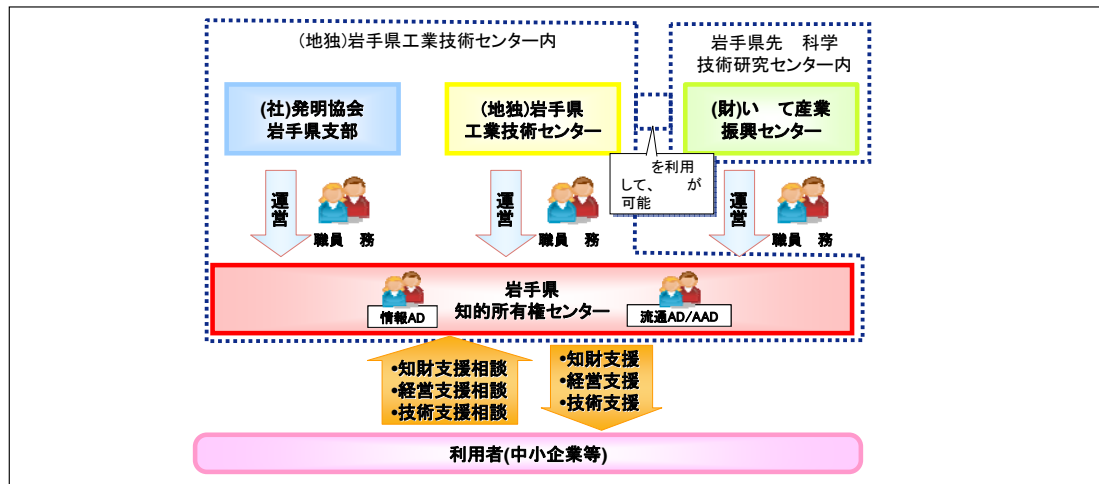 (地独)岩手県工業技術センター内
岩手県先 科学
技術研究センター内
(社)発明協会
岩手県支部
(地独)岩手県
工業技術センター
(財)い て産業
振興センター
を利用
して、 が
可能
運営
職員 務
運営
職員 務
運営
職員 務
岩手県
知的所有権センター
情報AD
流通AD/AAD
•知財支援相談
•経営支援相談
•技術支援相談
•知財支援
•経営支援
•技術支援
利用者(中小企業等)